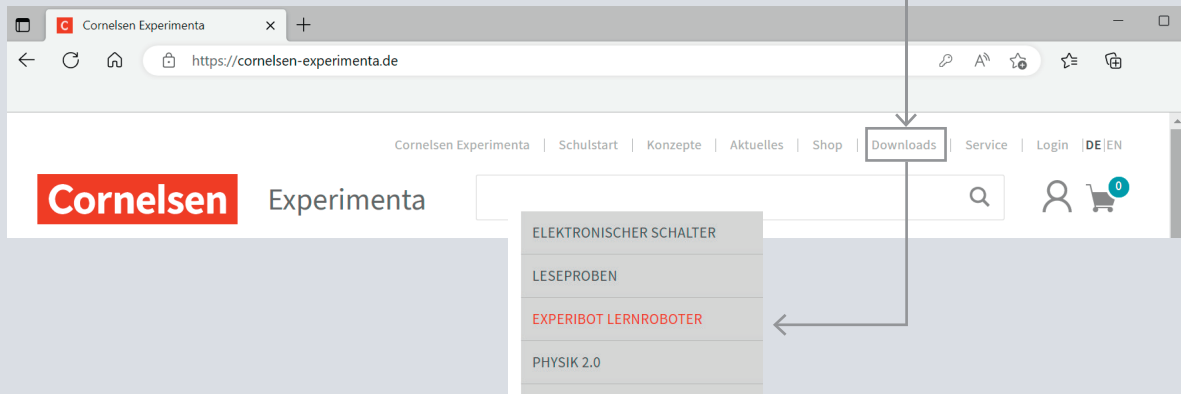 Cornelsen Experimenta
https://cornelsen-experimenta.de
Cornelsen Experimenta | Schulstart | Konzepte | Aktuelles | Shop | Downloads | Service | Login |DE|EN
Cornelsen Experimenta
0
ELEKTRONISCHER SCHALTER
LESEPROBEN
EXPERIBOT LERNROBOTER
PHYSIK 2.0